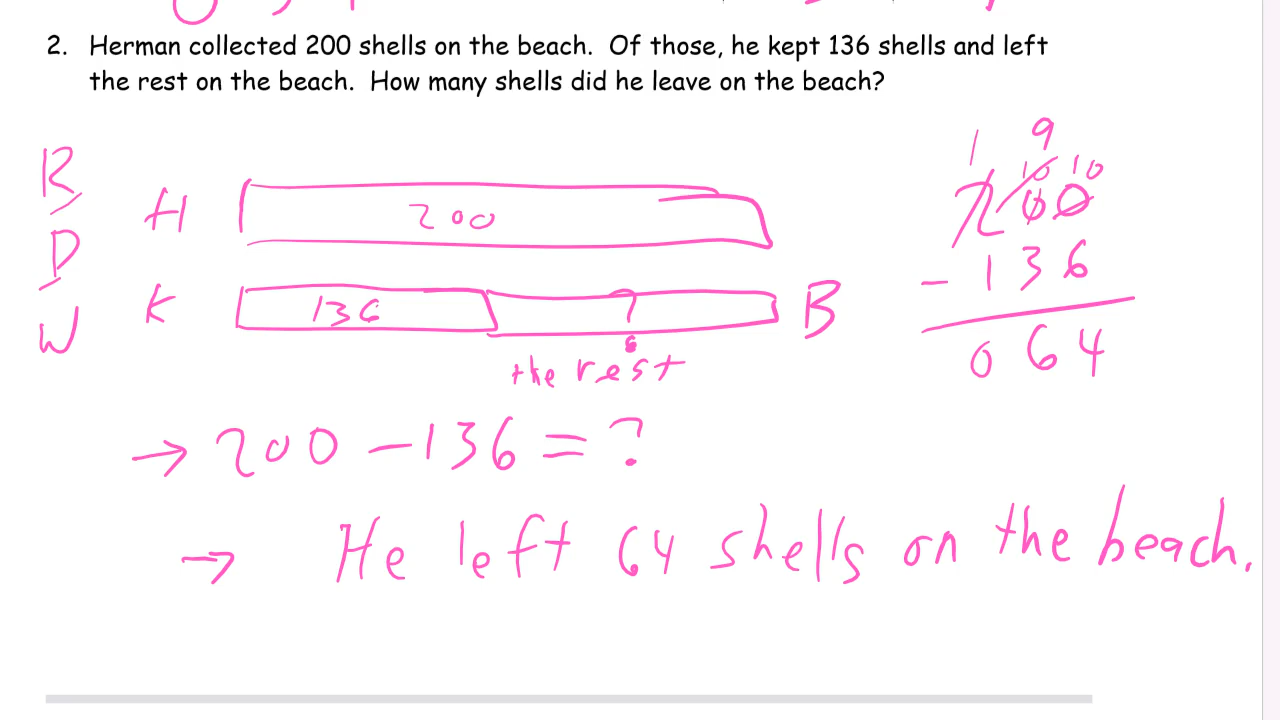 2. Herman collected 200 shells on the beach. Of those, he kept 136 shells and left
the rest on the beach. How many shells did he leave on the beach?
R
D
W
H 200
K 136 ? B
the rest
1 9
10 10
200
- 136
064
→ 200 - 136 = ?
→ He left 64 shells on the beach.